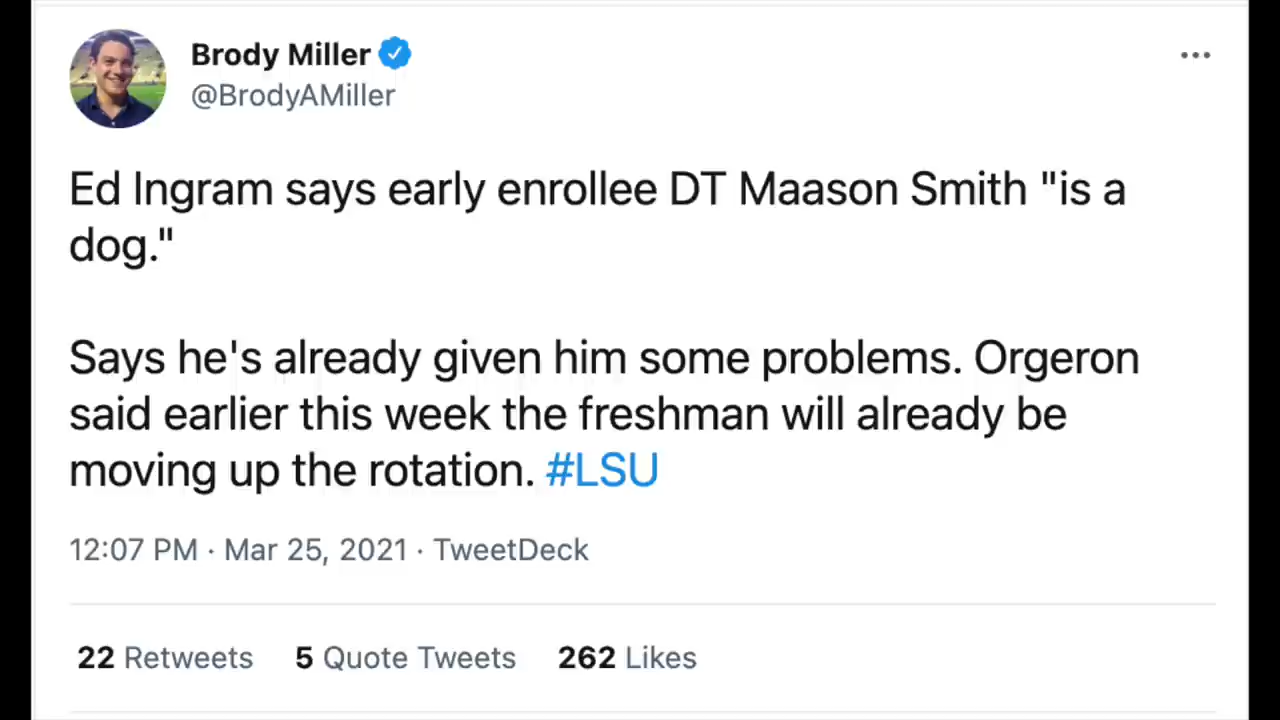 Brody Miller
@BrodyAMiller
Ed Ingram says early enrollee DT Maason Smith "is a
dog."
Says he's already given him some problems. Orgeron
said earlier this week the freshman will already be
moving up the rotation. #LSU
12:07 PM · Mar 25, 2021 · TweetDeck
22 Retweets 5 Quote Tweets 262 Likes